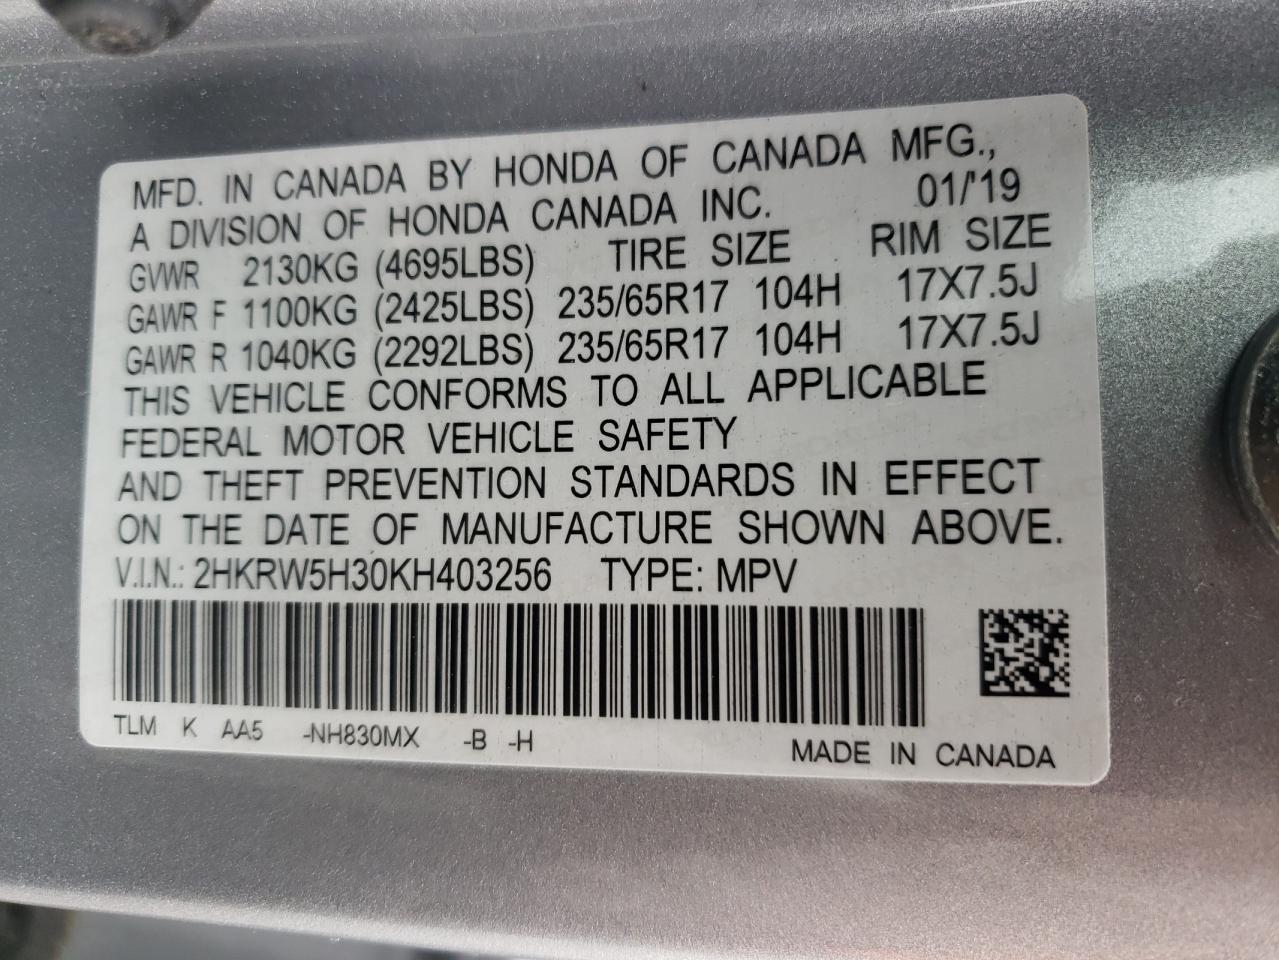 MFD. IN CANADA BY HONDA OF CANADA MFG.,
A DIVISION OF HONDA CANADA INC. 01/'19
GVWR 2130KG (4695LBS) TIRE SIZE RIM SIZE
GAWR F 1100KG (2425LBS) 235/65R17 104H 17X7.5J
GAWR R 1040KG (2292LBS) 235/65R17 104H 17X7.5J
THIS VEHICLE CONFORMS TO ALL APPLICABLE
FEDERAL MOTOR VEHICLE SAFETY
AND THEFT PREVENTION STANDARDS IN EFFECT
ON THE DATE OF MANUFACTURE SHOWN ABOVE.
V.I.N.: 2HKRW5H30KH403256 TYPE: MPV
TLM K AA5 -NH830MX -B -H
MADE IN CANADA